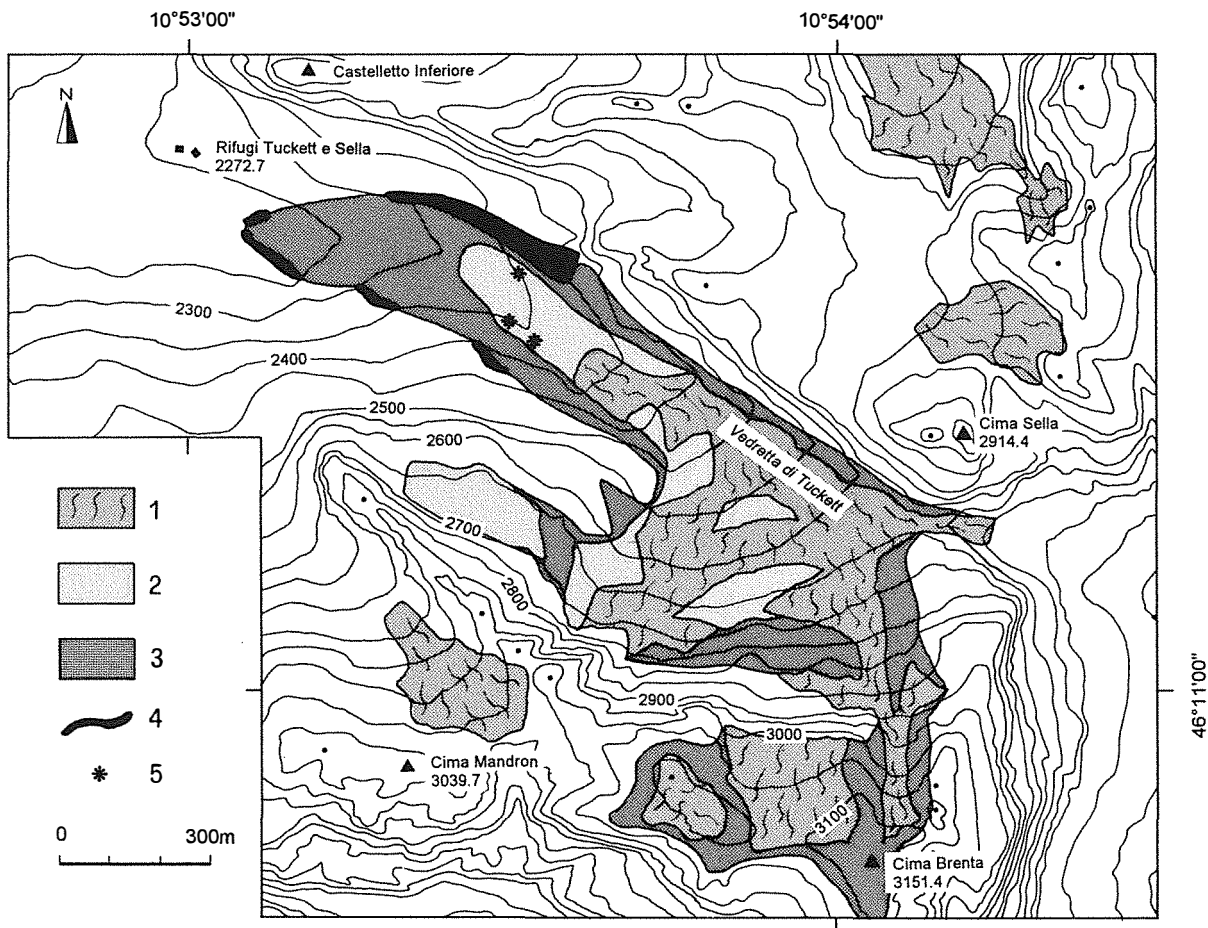 10°53'00" 10°54'00"
Castelletto Inferiore
N
Rifugi Tuckett e Sella
2272.7
2300
2400
2500
2600
2700
2800
2900
3000
3100
Vedretta di Tuckett
Cima Sella
2914.4
Cima Mandron
3039.7
Cima Brenta
3151.4
46°11'00"
1
2
3
4
5
0 300m